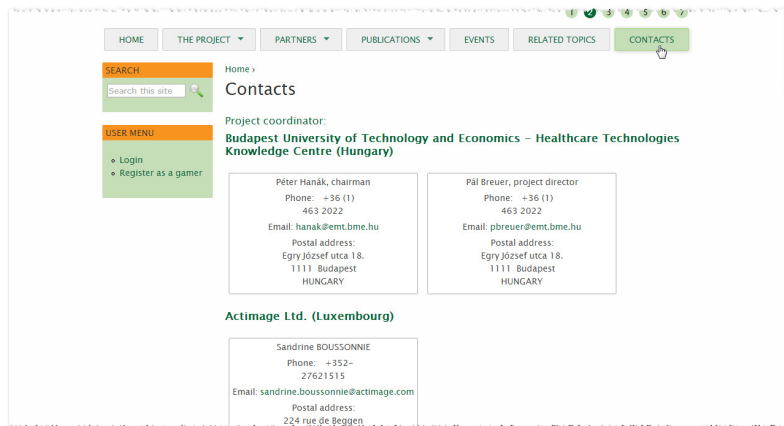 1 2 3 4 5 6 7
HOME THE PROJECT PARTNERS PUBLICATIONS EVENTS RELATED TOPICS CONTACTS
SEARCH
Search this site
USER MENU
Login
Register as a gamer
Home ›
Contacts
Project coordinator:
Budapest University of Technology and Economics – Healthcare Technologies
Knowledge Centre (Hungary)
Péter Hanák, chairman
Phone: +36 (1)
463 2022
Email: hanak@emt.bme.hu
Postal address:
Egry József utca 18.
1111 Budapest
HUNGARY
Pál Breuer, project director
Phone: +36 (1)
463 2022
Email: pbreuer@emt.bme.hu
Postal address:
Egry József utca 18.
1111 Budapest
HUNGARY
Actimage Ltd. (Luxembourg)
Sandrine BOUSSONNIE
Phone: +352-
27621515
Email: sandrine.boussonnie@actimage.com
Postal address:
224 rue de Beggen